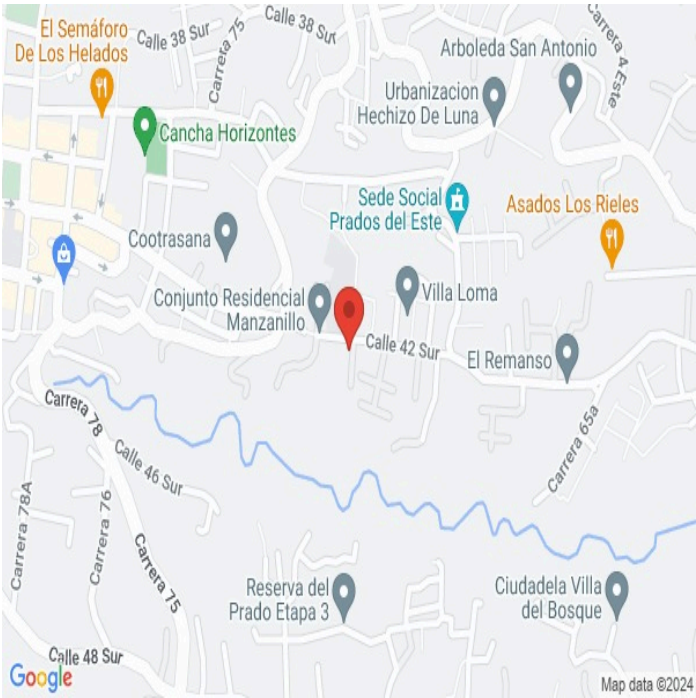 El Semáforo
De Los Helados
Calle 38 Sur
Carrera 75
Calle 38 Sur
Arboleda San Antonio
Carrera 4 Este
Urbanizacion
Hechizo De Luna
Cancha Horizontes
Sede Social
Prados del Este
Asados Los Rieles
Cootrasana
Conjunto Residencial
Manzanillo
Villa Loma
Calle 42 Sur
El Remanso
Carrera 78
Calle 46 Sur
Carrera 65a
Carrera 78A
Carrera 76
Carrera 75
Reserva del
Prado Etapa 3
Ciudadela Villa
del Bosque
Calle 48 Sur
Google
Map data ©2024